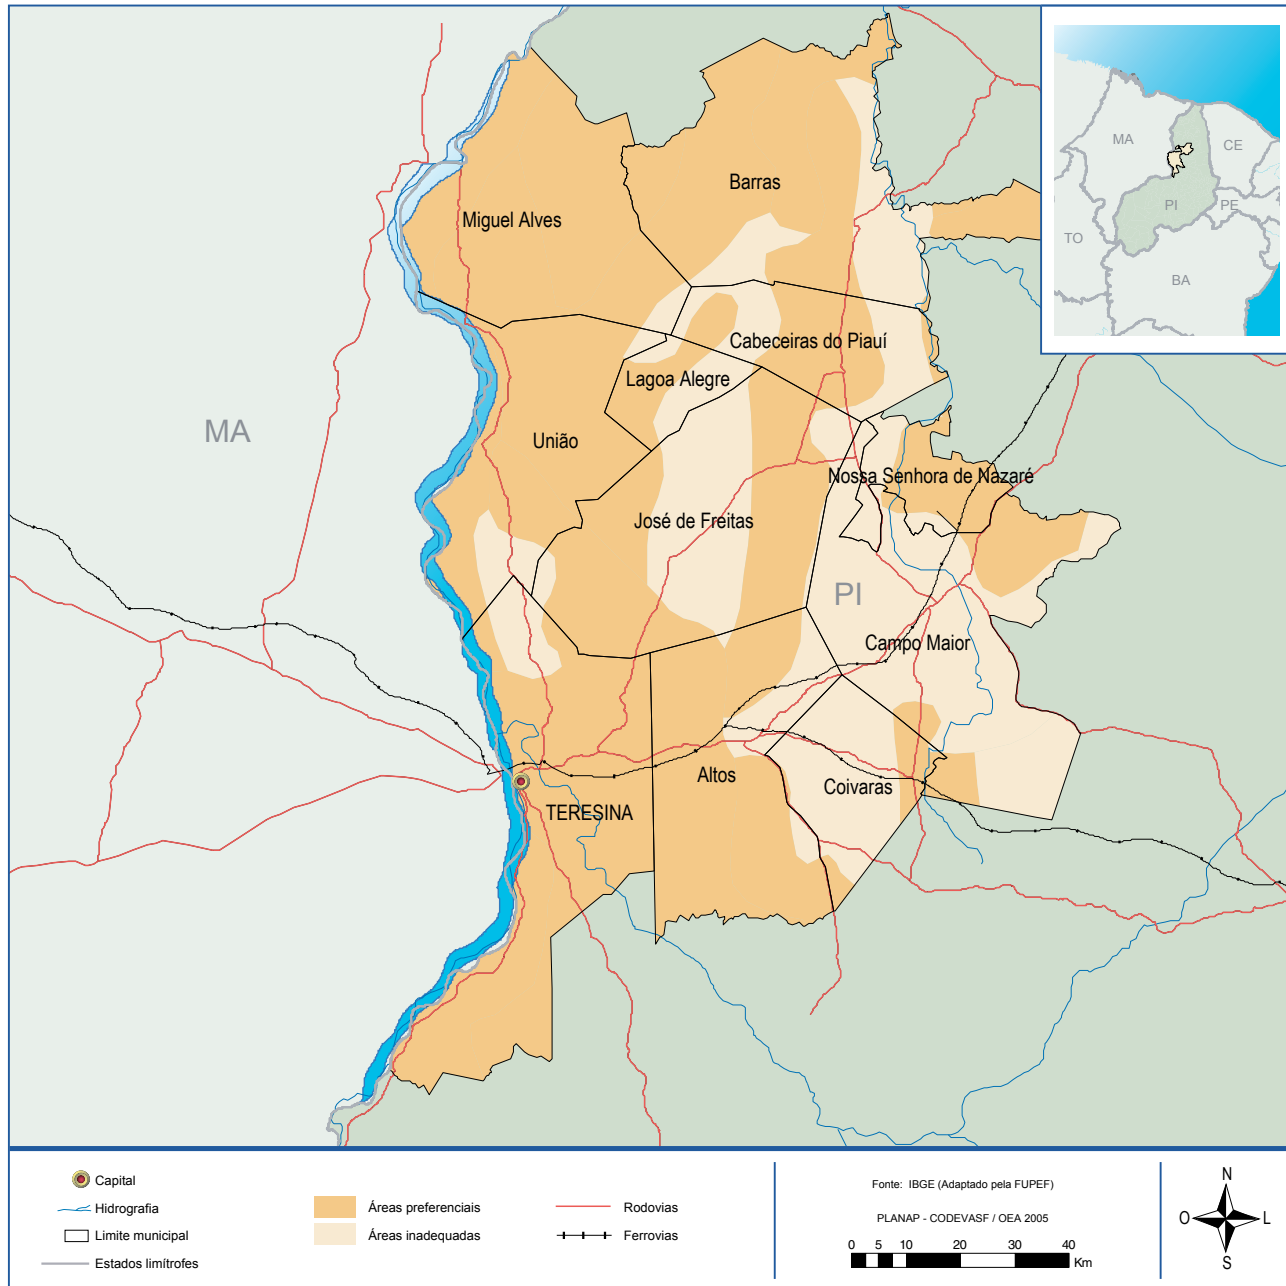 MA
CE
PI
PE
TO
BA
Barras
Miguel Alves
Cabeceiras do Piauí
Lagoa Alegre
MA
União
Nossa Senhora de Nazaré
José de Freitas
PI
Campo Maior
Altos
Coivaras
TERESINA
Capital
Hidrografia
Limite municipal
Estados limítrofes
Áreas preferenciais
Áreas inadequadas
Rodovias
Ferrovias
Fonte: IBGE (Adaptado pela FUPEF)
PLANAP - CODEVASF / OEA 2005
0 5 10 20 30 40
Km
N
O L
S